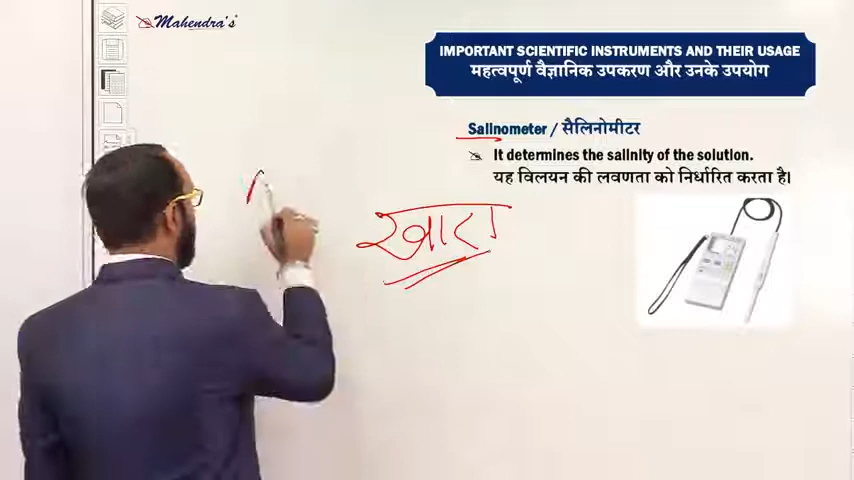 Mahendra's
IMPORTANT SCIENTIFIC INSTRUMENTS AND THEIR USAGE
महत्वपूर्ण वैज्ञानिक उपकरण और उनके उपयोग
Salinometer / सैलिनोमीटर
It determines the salinity of the solution.
यह विलयन की लवणता को निर्धारित करता है।
खारा